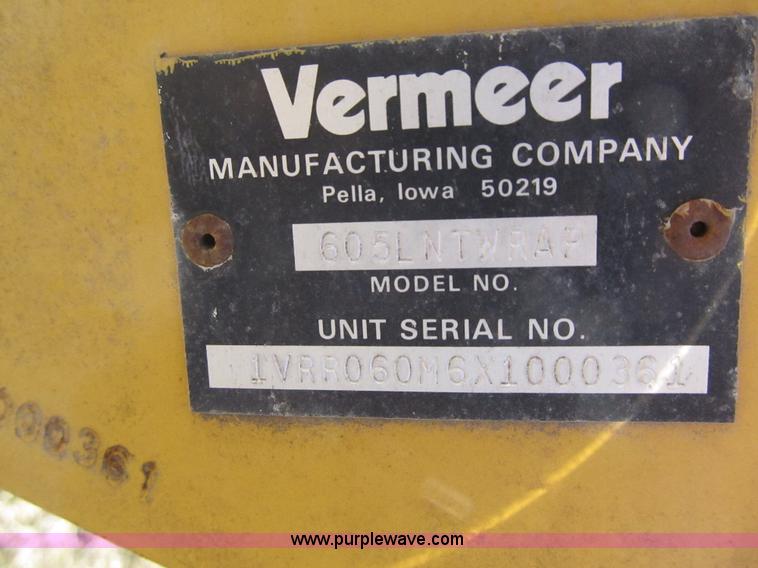 Vermeer
MANUFACTURING COMPANY
Pella, Iowa 50219
605LNTWRAP
MODEL NO.
UNIT SERIAL NO.
1VRR060M6X1000361
000361
www.purplewave.com